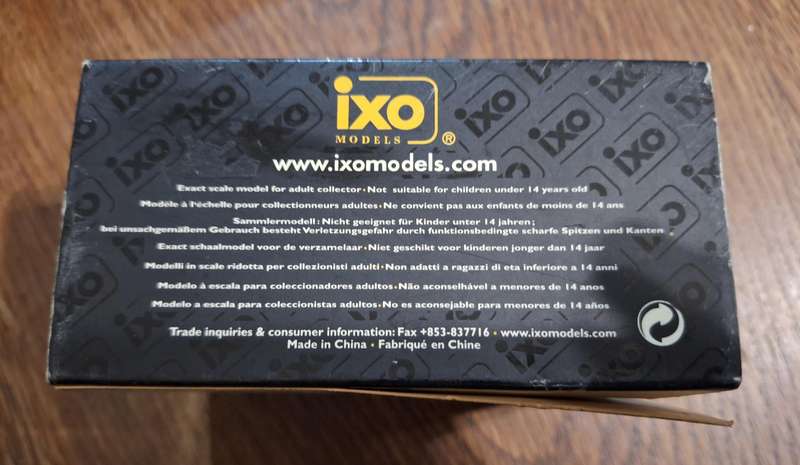 ixo
MODELS ®
www.ixomodels.com
Exact scale model for adult collector • Not suitable for children under 14 years old
Modèle à l'échelle pour collectionneurs adultes • Ne convient pas aux enfants de moins de 14 ans
Sammlermodell : Nicht geeignet für Kinder unter 14 jahren ;
bei unsachgemäßem Gebrauch besteht Verletzungsgefahr durch funktionsbedingte scharfe Spitzen und Kanten •
Exact schaalmodel voor de verzamelaar • Niet geschikt voor kinderen jonger dan 14 jaar
Modelli in scale ridotta per collezionisti adulti • Non adatti a ragazzi di eta inferiore a 14 anni
Modelo à escala para coleccionadores adultos • Não aconselhável a menores de 14 anos
Modelo a escala para coleccionistas adultos • No es aconsejable para menores de 14 años
Trade inquiries & consumer information: Fax +853-837716 • www.ixomodels.com
Made in China • Fabriqué en Chine